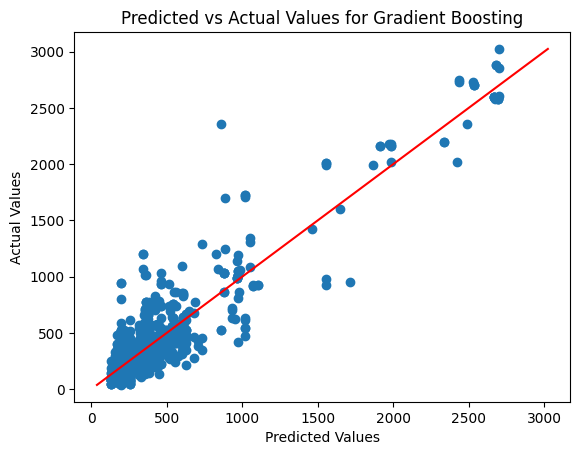 Predicted vs Actual Values for Gradient Boosting
3000
2500
2000
1500
1000
500
0
Actual Values
0 500 1000 1500 2000 2500 3000
Predicted Values